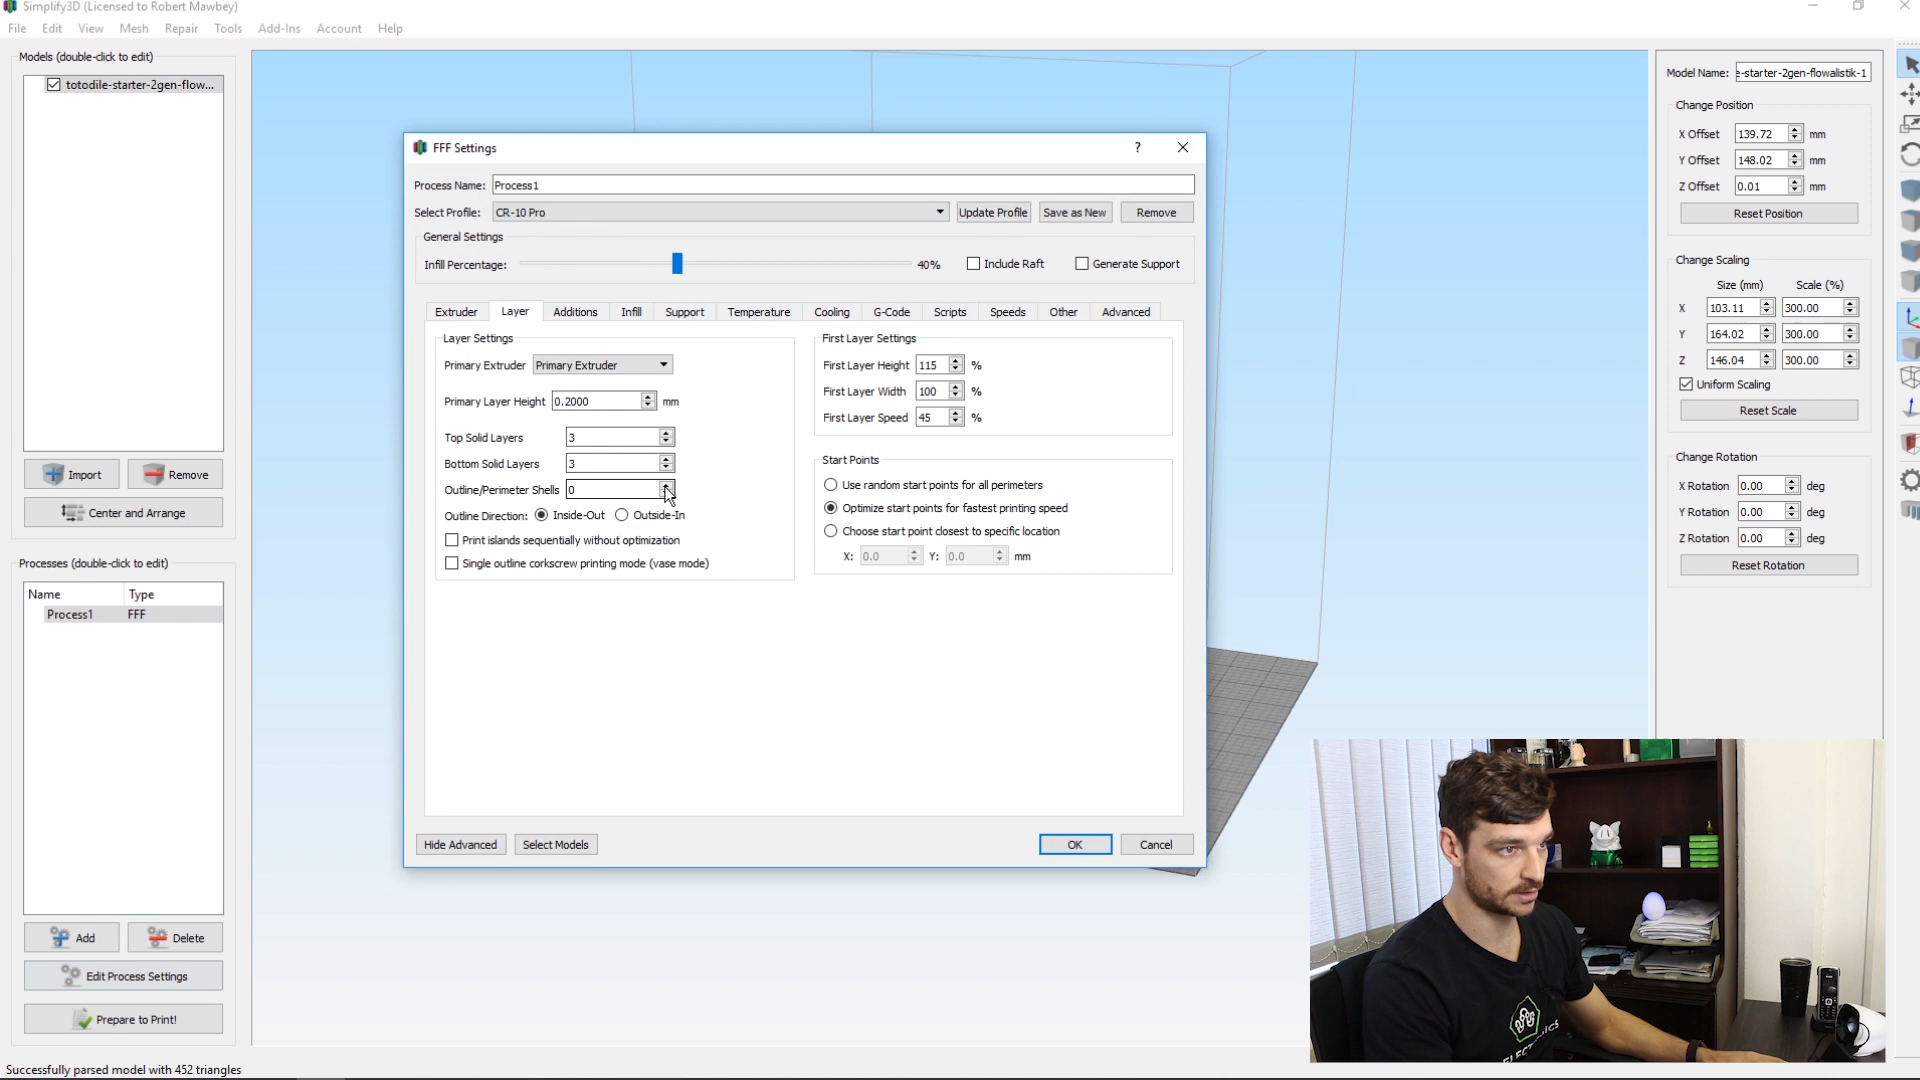 Simplify3D (Licensed to Robert Mawbey)
File Edit View Mesh Repair Tools Add-Ins Account Help
Models (double-click to edit)
totodile-starter-2gen-flow...
Import
Remove
Center and Arrange
Processes (double-click to edit)
Name Type
Process1 FFF
Add
Delete
Edit Process Settings
Prepare to Print!
Successfully parsed model with 452 triangles
FFF Settings
?
Process Name: Process1
Select Profile: CR-10 Pro Update Profile Save as New Remove
General Settings
Infill Percentage: 40% Include Raft Generate Support
Extruder Layer Additions Infill Support Temperature Cooling G-Code Scripts Speeds Other Advanced
Layer Settings
Primary Extruder Primary Extruder
Primary Layer Height 0.2000 mm
Top Solid Layers 3
Bottom Solid Layers 3
Outline/Perimeter Shells 0
Outline Direction: Inside-Out Outside-In
Print islands sequentially without optimization
Single outline corkscrew printing mode (vase mode)
First Layer Settings
First Layer Height 115 %
First Layer Width 100 %
First Layer Speed 45 %
Start Points
Use random start points for all perimeters
Optimize start points for fastest printing speed
Choose start point closest to specific location
X: 0.0 Y: 0.0 mm
Hide Advanced Select Models OK Cancel
Model Name: e-starter-2gen-flowalistik-1
Change Position
X Offset 139.72 mm
Y Offset 148.02 mm
Z Offset 0.01 mm
Reset Position
Change Scaling
Size (mm) Scale (%)
X 103.11 300.00
Y 164.02 300.00
Z 146.04 300.00
Uniform Scaling
Reset Scale
Change Rotation
X Rotation 0.00 deg
Y Rotation 0.00 deg
Z Rotation 0.00 deg
Reset Rotation